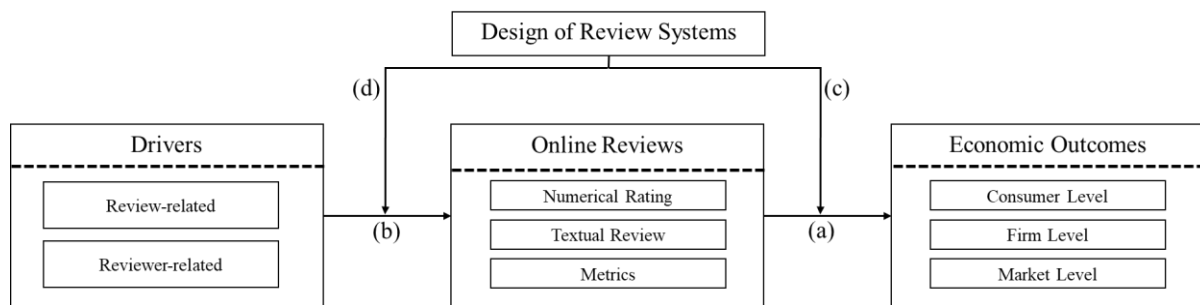 Design of Review Systems
(d)
(c)
Drivers
Online Reviews
Economic Outcomes
Review-related
Numerical Rating
Consumer Level
(b)
Textual Review
(a)
Firm Level
Reviewer-related
Metrics
Market Level